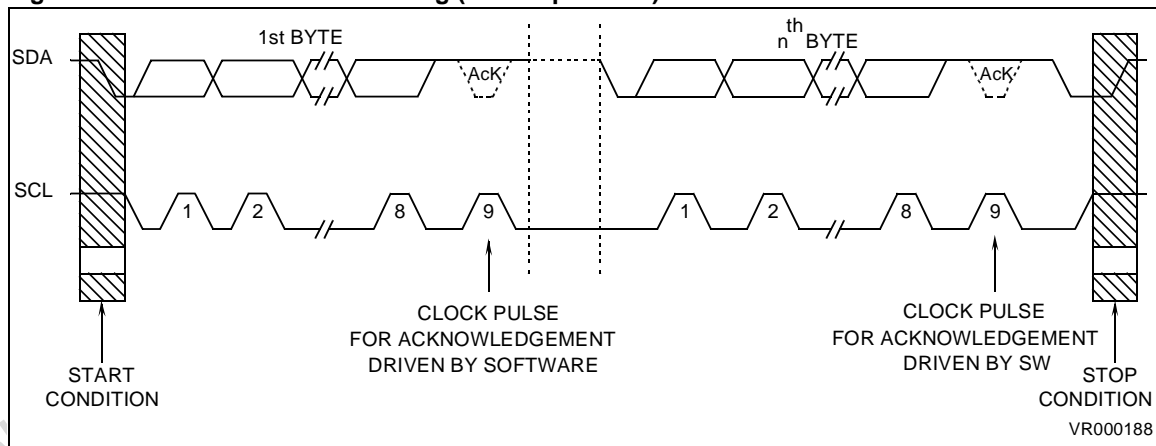 1st BYTE
nth BYTE
SDA
AcK
AcK
SCL
1
2
8
9
1
2
8
9
CLOCK PULSE
FOR ACKNOWLEDGEMENT
DRIVEN BY SOFTWARE
CLOCK PULSE
FOR ACKNOWLEDGEMENT
DRIVEN BY SW
START
CONDITION
STOP
CONDITION
VR000188